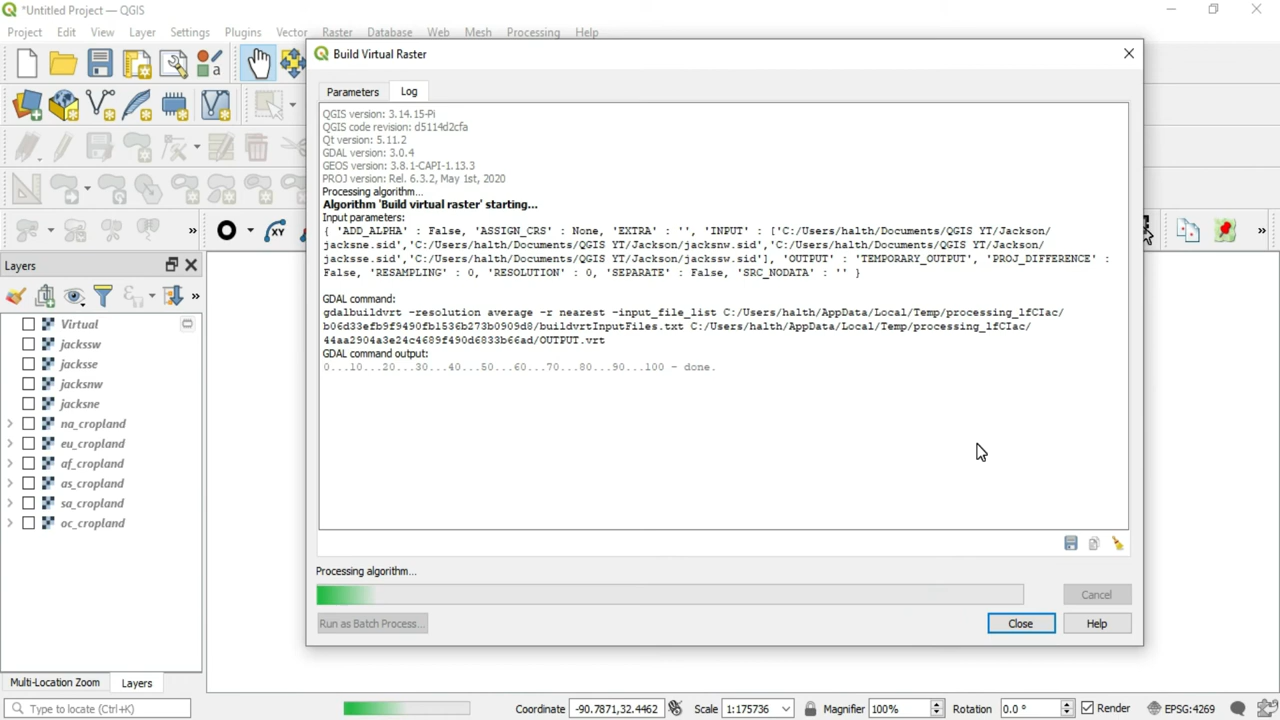 *Untitled Project — QGIS
Project Edit View Layer Settings Plugins Vector Raster Database Web Mesh Processing Help
Build Virtual Raster
Parameters Log
QGIS version: 3.14.15-Pi
QGIS code revision: d5114d2cfa
Qt version: 5.11.2
GDAL version: 3.0.4
GEOS version: 3.8.1-CAPI-1.13.3
PROJ version: Rel. 6.3.2, May 1st, 2020
Processing algorithm...
Algorithm 'Build virtual raster' starting...
Input parameters:
{ 'ADD_ALPHA' : False, 'ASSIGN_CRS' : None, 'EXTRA' : '', 'INPUT' : ['C:/Users/halth/Documents/QGIS YT/Jackson/
jacksne.sid','C:/Users/halth/Documents/QGIS YT/Jackson/jacksnw.sid','C:/Users/halth/Documents/QGIS YT/Jackson/
jacksse.sid','C:/Users/halth/Documents/QGIS YT/Jackson/jackssw.sid'], 'OUTPUT' : 'TEMPORARY_OUTPUT', 'PROJ_DIFFERENCE' :
False, 'RESAMPLING' : 0, 'RESOLUTION' : 0, 'SEPARATE' : False, 'SRC_NODATA' : '' }
GDAL command:
gdalbuildvrt -resolution average -r nearest -input_file_list C:/Users/halth/AppData/Local/Temp/processing_lfCIac/
b06d33efb9f9490fb1536b273b0909d8/buildvrtInputFiles.txt C:/Users/halth/AppData/Local/Temp/processing_lfCIac/
44aa2904a3e24c4689f490d6833b66ad/OUTPUT.vrt
GDAL command output:
0...10...20...30...40...50...60...70...80...90...100 - done.
Processing algorithm...
Cancel
Run as Batch Process...
Close
Help
Layers
Virtual
jackssw
jacksse
jacksnw
jacksne
na_cropland
eu_cropland
af_cropland
as_cropland
sa_cropland
oc_cropland
Multi-Location Zoom Layers
Type to locate (Ctrl+K)
Coordinate -90.7871,32.4462 Scale 1:175736 Magnifier 100% Rotation 0.0 ° Render EPSG:4269